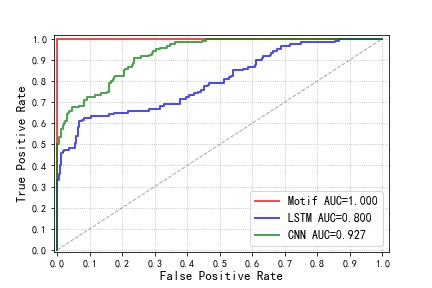 1.0
0.9
0.8
0.7
0.6
0.5
0.4
0.3
0.2
0.1
0.0
True Positive Rate
Motif AUC=1.000
LSTM AUC=0.800
CNN AUC=0.927
0.0 0.1 0.2 0.3 0.4 0.5 0.6 0.7 0.8 0.9 1.0
False Positive Rate